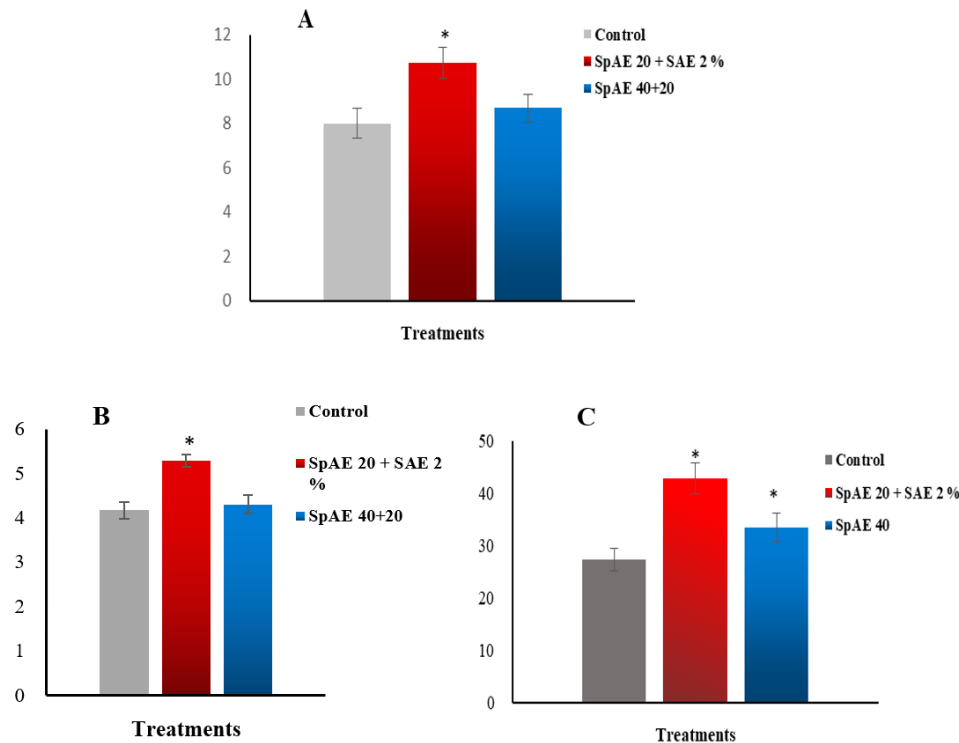 A
12
10
8
6
4
2
0
*
Control
SpAE 20 + SAE 2 %
SpAE 40+20
Treatments
B
6
5
4
3
2
1
0
*
Control
SpAE 20 + SAE 2
%
SpAE 40+20
Treatments
C
50
40
30
20
10
0
*
*
Control
SpAE 20 + SAE 2 %
SpAE 40
Treatments